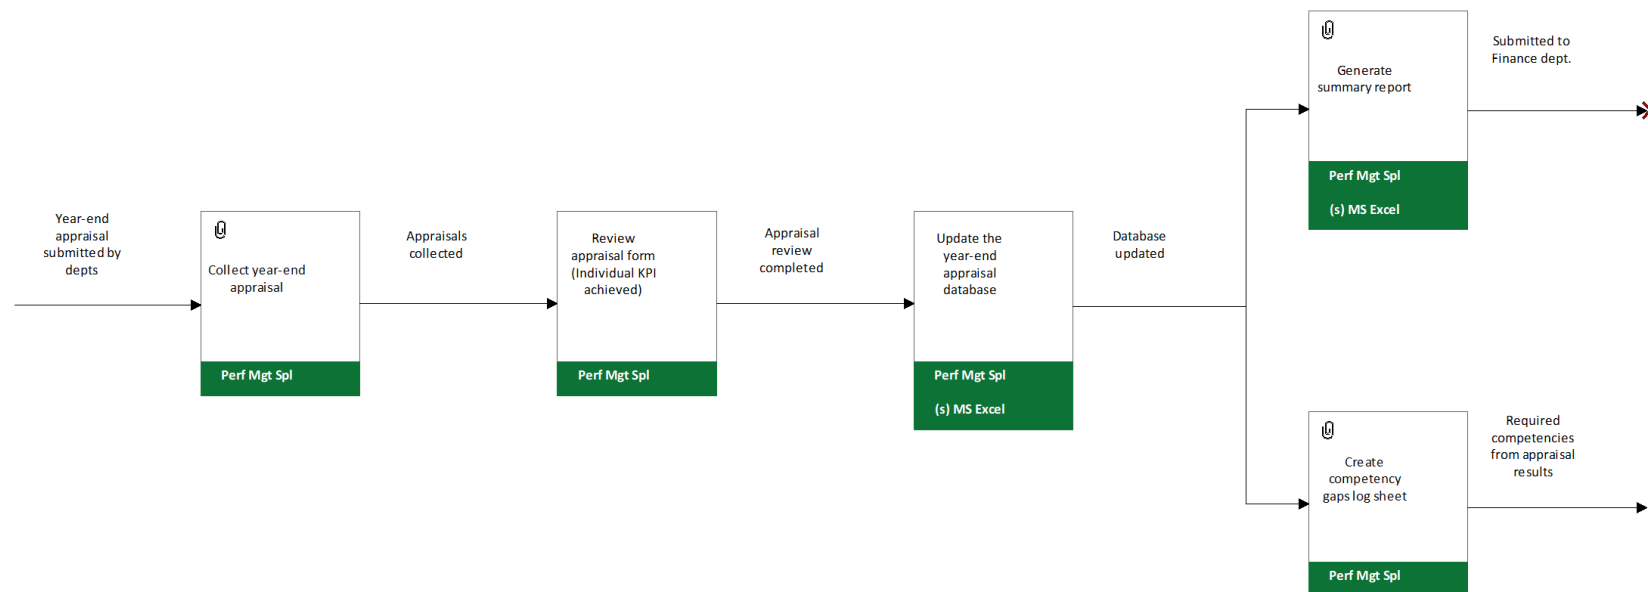 Year-end
appraisal
submitted by
depts
Collect year-end
appraisal
Perf Mgt Spl
Appraisals
collected
Review
appraisal form
(Individual KPI
achieved)
Perf Mgt Spl
Appraisal
review
completed
Update the
year-end
appraisal
database
Perf Mgt Spl
(s) MS Excel
Database
updated
Generate
summary report
Perf Mgt Spl
(s) MS Excel
Submitted to
Finance dept.
Create
competency
gaps log sheet
Perf Mgt Spl
Required
competencies
from appraisal
results